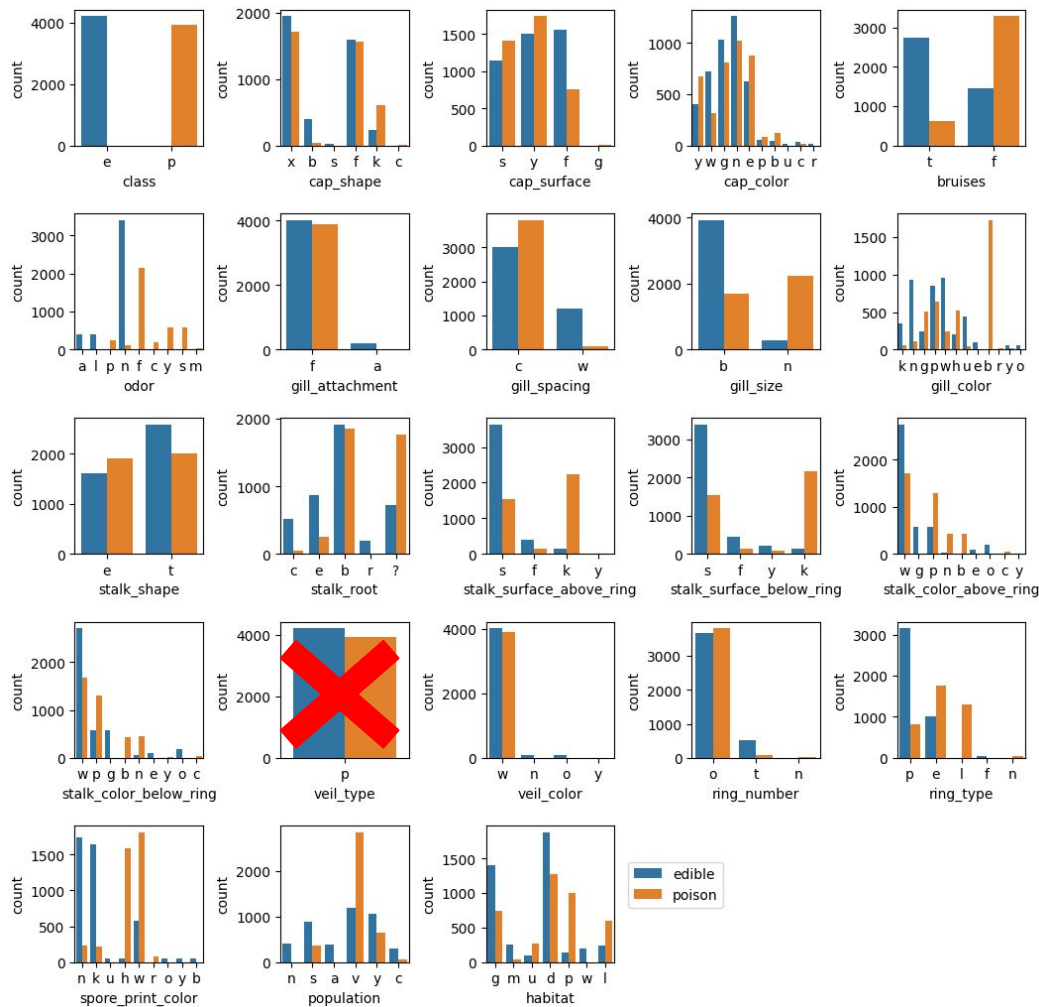 4000
3000
2000
1000
0
count
e p
class
2000
1000
0
count
x b s f k c
cap_shape
1500
1000
500
0
count
s y f g
cap_surface
1000
500
0
count
y w g n e p b u c r
cap_color
3000
2000
1000
0
count
t f
bruises
3000
2000
1000
0
count
a l p n f c y s m
odor
4000
2000
0
count
f a
gill_attachment
3000
2000
1000
0
count
c w
gill_spacing
4000
3000
2000
1000
0
count
b n
gill_size
1500
1000
500
0
count
k n g p w h u e b r y o
gill_color
2000
1000
0
count
e t
stalk_shape
2000
1000
0
count
c e b r ?
stalk_root
3000
2000
1000
0
count
s f k y
stalk_surface_above_ring
3000
2000
1000
0
count
s f y k
stalk_surface_below_ring
2000
1000
0
count
w g p n b e o c y
stalk_color_above_ring
2000
1000
0
count
w p g b n e y o c
stalk_color_below_ring
4000
2000
0
count
p
veil_type
4000
2000
0
count
w n o y
veil_color
3000
2000
1000
0
count
o t n
ring_number
3000
2000
1000
0
count
p e l f n
ring_type
1500
1000
500
0
count
n k u h w r o y b
spore_print_color
2000
1000
0
count
n s a v y c
population
1500
1000
500
0
count
g m u d p w l
habitat
edible
poison